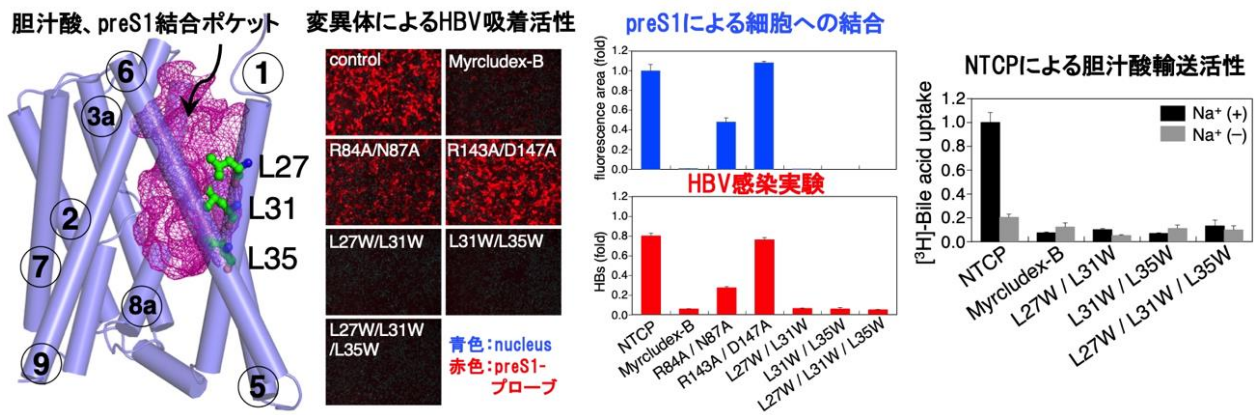 胆汁酸、preS1結合ポケット
6
1
3a
L27
L31
2
L35
7
8a
9
5
変異体によるHBV吸着活性
control
Myrcludex-B
R84A/N87A
R143A/D147A
L27W/L31W
L31W/L35W
L27W/L31W
/L35W
青色：nucleus
赤色：preS1-
プローブ
preS1による細胞への結合
fluorescence area (fold)
1.2
1.0
0.8
0.6
0.4
0.2
0
HBV感染実験
HBs (fold)
1.0
0.8
0.6
0.4
0.2
0.0
NTCP
Myrcludex-B
R84A / N87A
R143A / D147A
L27W / L31W
L31W / L35W
L27W / L31W / L35W
NTCPによる胆汁酸輸送活性
[³H]-Bile acid uptake
1.2
1.0
0.8
0.6
0.4
0.2
0.0
Na⁺ (+)
Na⁺ (−)
NTCP
Myrcludex-B
L27W / L31W
L31W / L35W
L27W / L31W / L35W